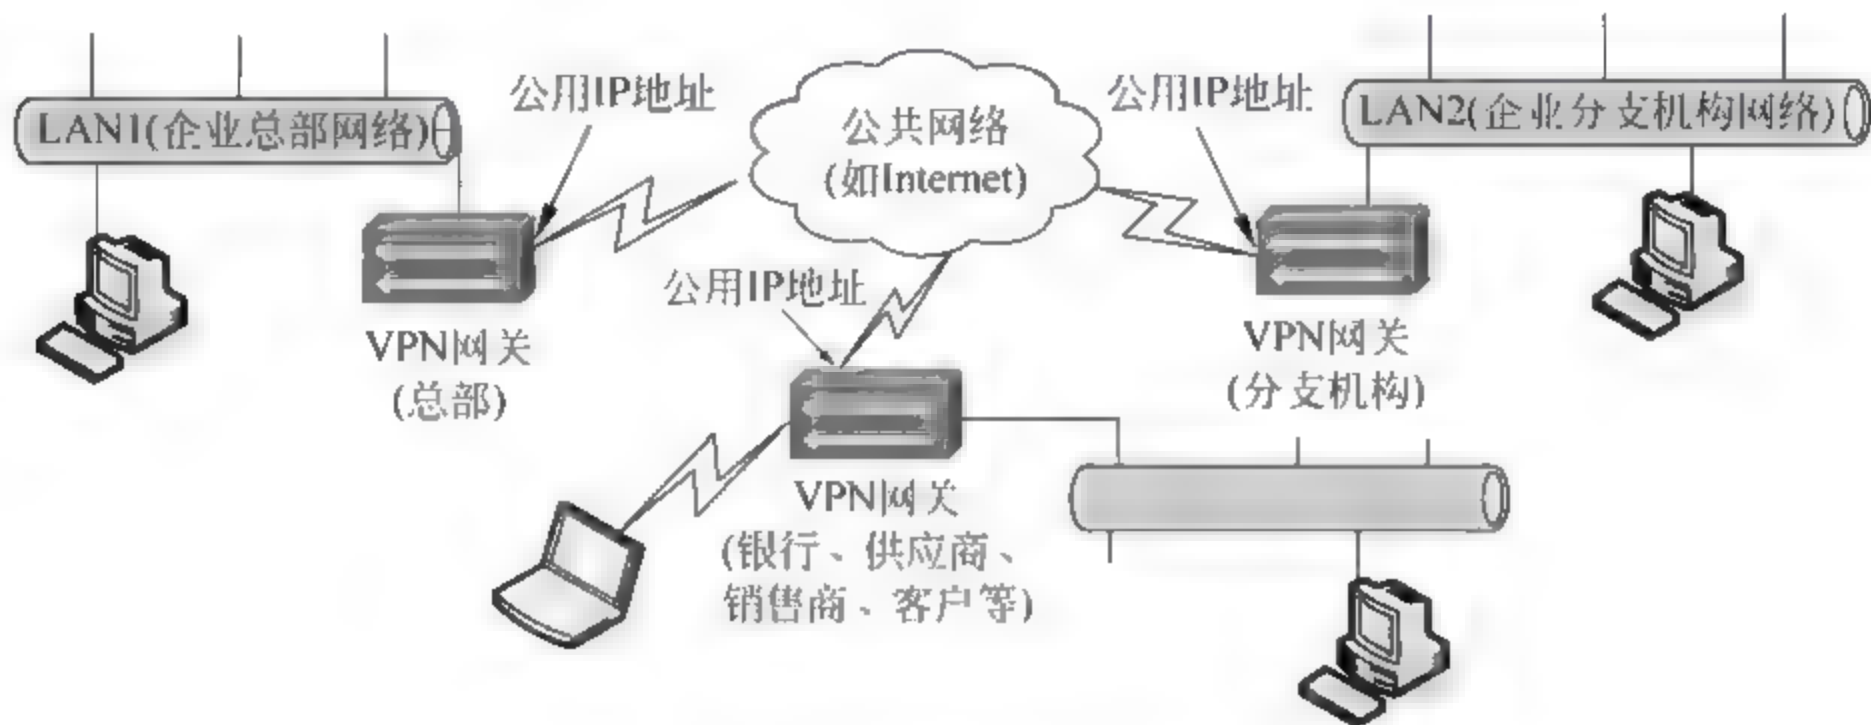 LAN1(企业总部网络)
公用IP地址
公共网络
(如Internet)
公用IP地址
LAN2(企业分支机构网络)
公用IP地址
VPN网关
(总部)
VPN网关
(分支机构)
VPN网关
(银行、供应商、
销售商、客户等)